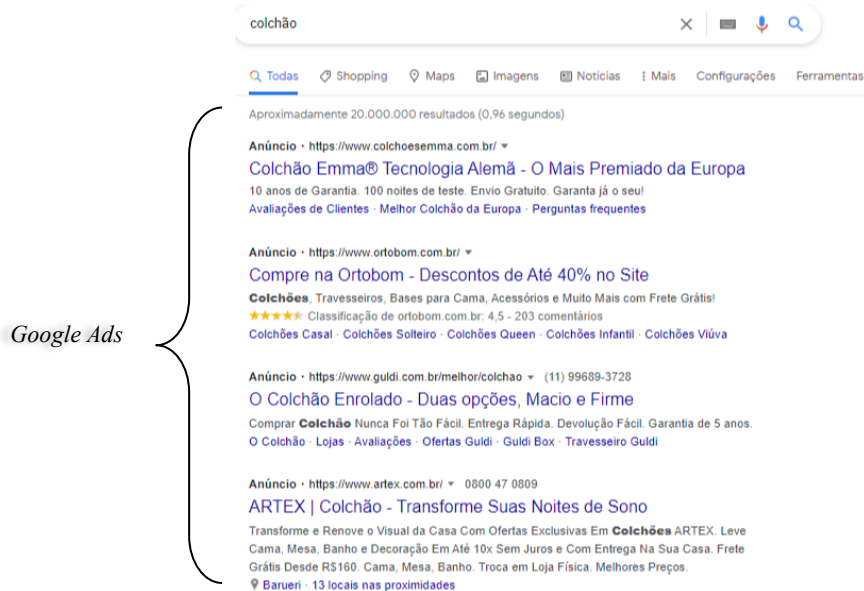 colchão
Todas Shopping Maps Imagens Notícias Mais Configurações Ferramentas
Aproximadamente 20.000.000 resultados (0,96 segundos)
Anúncio · https://www.colchoesemma.com.br/
Colchão Emma® Tecnologia Alemã - O Mais Premiado da Europa
10 anos de Garantia. 100 noites de teste. Envio Gratuito. Garanta já o seu!
Avaliações de Clientes · Melhor Colchão da Europa · Perguntas frequentes
Anúncio · https://www.ortobom.com.br/
Compre na Ortobom - Descontos de Até 40% no Site
Colchões, Travesseiros, Bases para Cama, Acessórios e Muito Mais com Frete Grátis!
Classificação de ortobom.com.br: 4,5 - 203 comentários
Colchões Casal · Colchões Solteiro · Colchões Queen · Colchões Infantil · Colchões Viúva
Google Ads
Anúncio · https://www.guldi.com.br/melhor/colchao (11) 99689-3728
O Colchão Enrolado - Duas opções, Macio e Firme
Comprar Colchão Nunca Foi Tão Fácil. Entrega Rápida. Devolução Fácil. Garantia de 5 anos.
O Colchão · Lojas · Avaliações · Ofertas Guldi · Guldi Box · Travesseiro Guldi
Anúncio · https://www.artex.com.br/ 0800 47 0809
ARTEX | Colchão - Transforme Suas Noites de Sono
Transforme e Renove o Visual da Casa Com Ofertas Exclusivas Em Colchões ARTEX. Leve
Cama, Mesa, Banho e Decoração Em Até 10x Sem Juros e Com Entrega Na Sua Casa. Frete
Grátis Desde R$160. Cama, Mesa, Banho. Troca em Loja Física. Melhores Preços.
Barueri · 13 locais nas proximidades